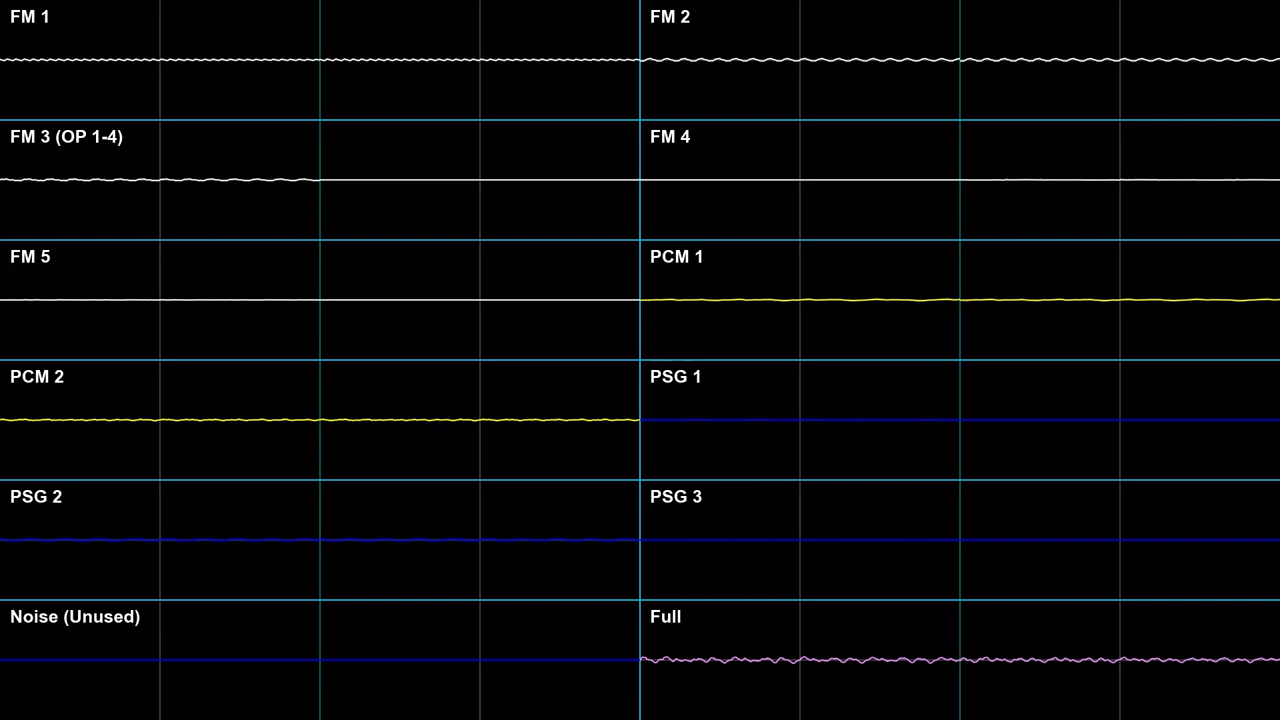 FM 1
FM 2
FM 3 (OP 1-4)
FM 4
FM 5
PCM 1
PCM 2
PSG 1
PSG 2
PSG 3
Noise (Unused)
Full